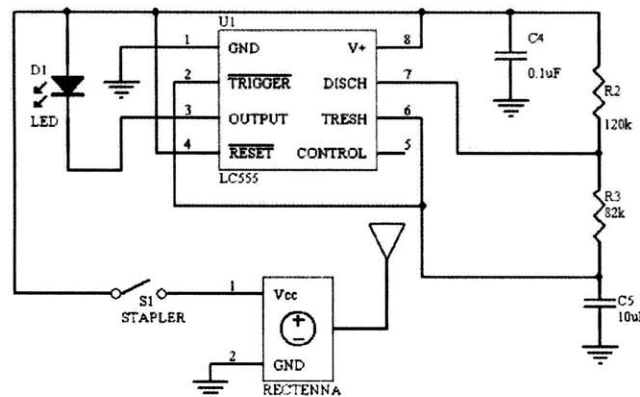 U1
1
GND
V+
8
C4
0.1uF
D1
LED
2
TRIGGER
DISCH
7
R2
120k
3
OUTPUT
TRESH
6
4
RESET
CONTROL
5
LC555
R3
82k
S1
STAPLER
1
Vcc
2
GND
RECTENNA
C5
10uF